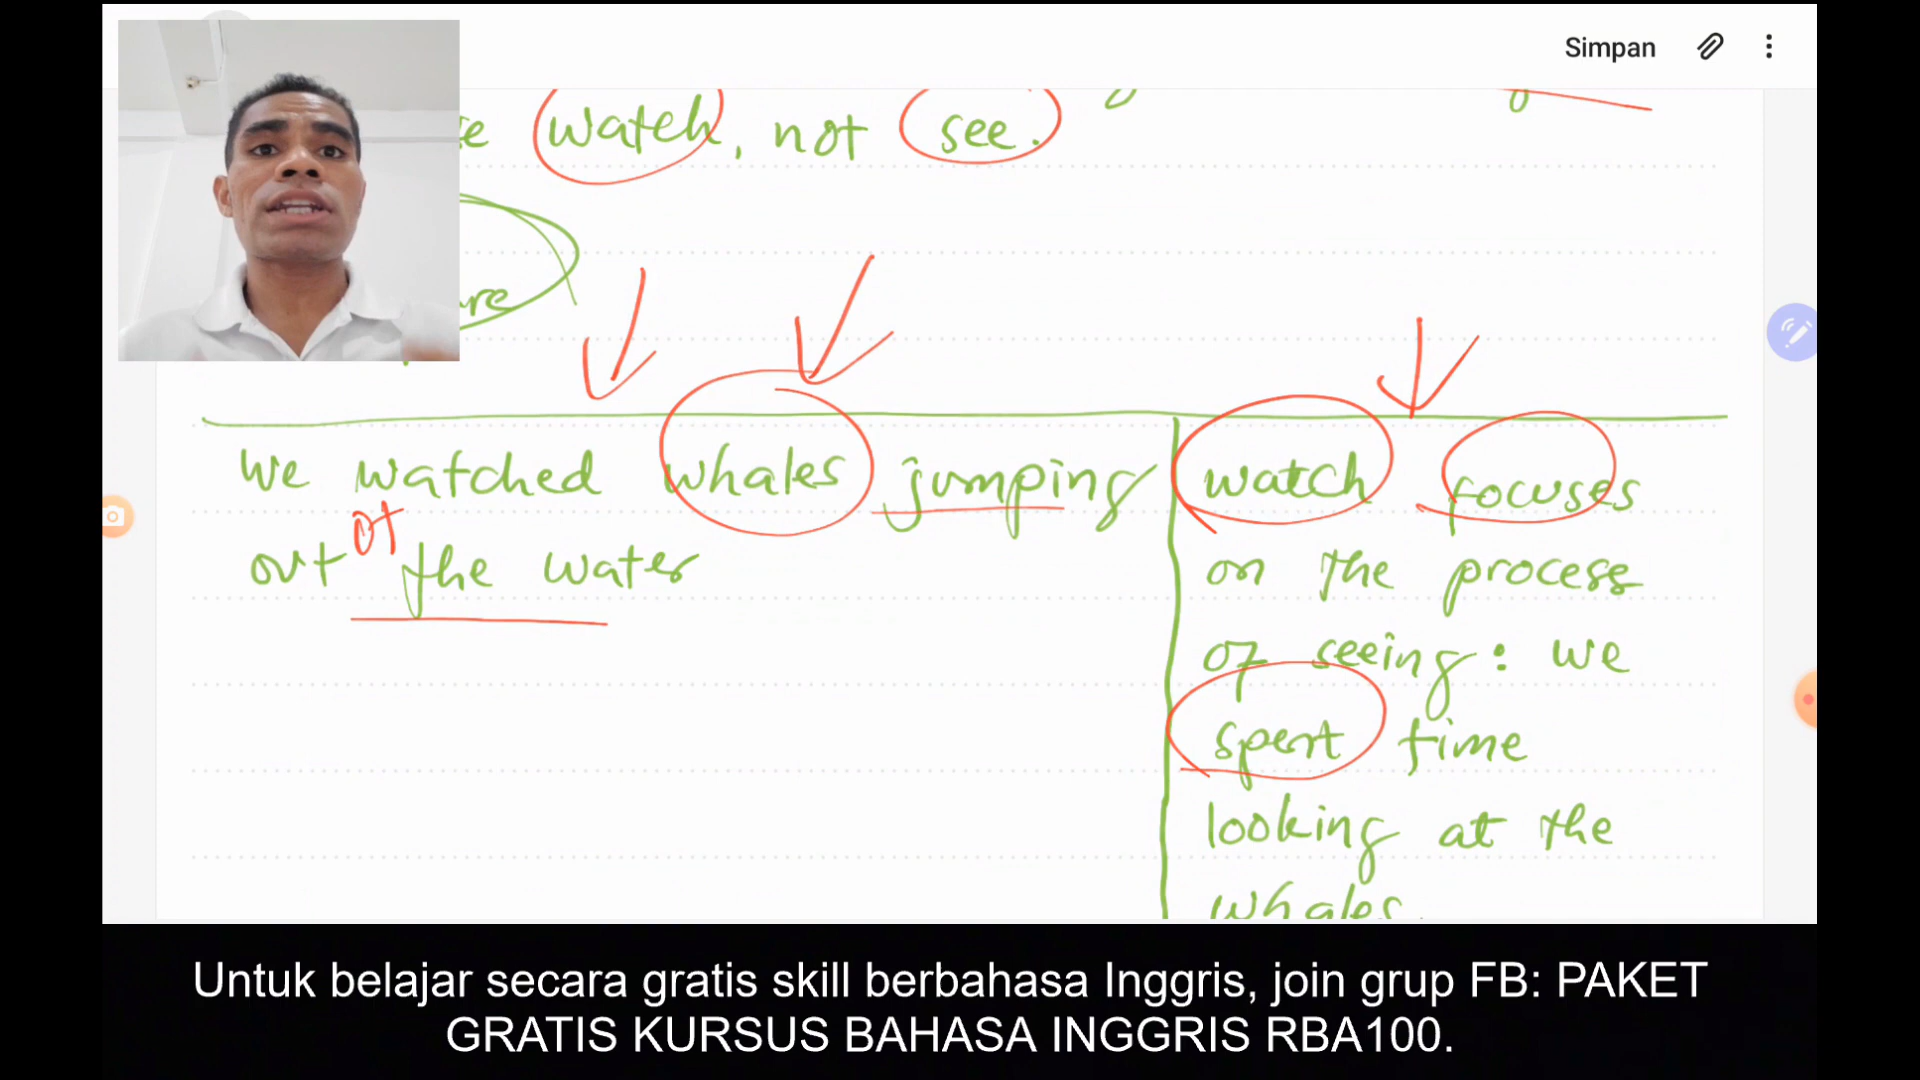 Simpan
watch, not see.
We watched whales jumping
out of the water
watch focuses
on the process
of seeing: we
spent time
looking at the
whales.
Untuk belajar secara gratis skill berbahasa Inggris, join grup FB: PAKET
GRATIS KURSUS BAHASA INGGRIS RBA100.